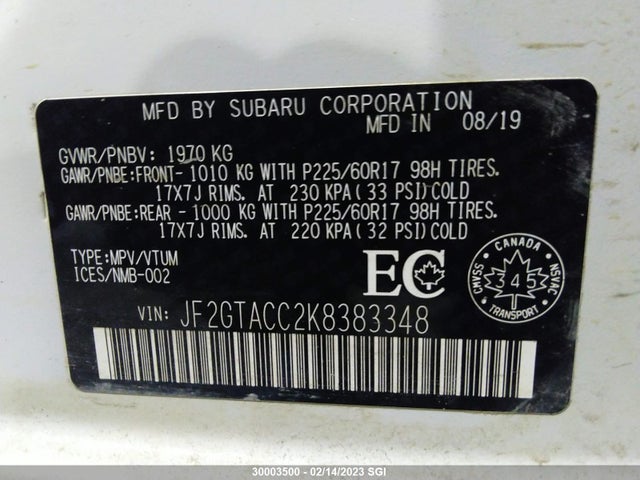 MFD BY SUBARU CORPORATION
MFD IN 08/19
GVWR/PNBV: 1970 KG
GAWR/PNBE:FRONT- 1010 KG WITH P225/60R17 98H TIRES.
17X7J RIMS. AT 230 KPA(33 PSI)COLD
GAWR/PNBE:REAR - 1000 KG WITH P225/60R17 98H TIRES.
17X7J RIMS. AT 220 KPA(32 PSI)COLD
TYPE:MPV/VTUM
ICES/NMB-002
EC
CANADA
SSVAC
NSVAC
345
TRANSPORT
VIN: JF2GTACC2K8383348
30003500 - 02/14/2023 SGI